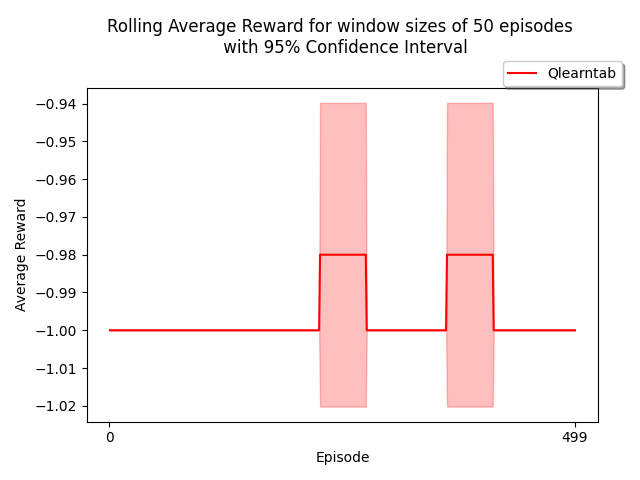 Rolling Average Reward for window sizes of 50 episodes
with 95% Confidence Interval
Qlearntab
−0.94
−0.95
−0.96
−0.97
−0.98
−0.99
−1.00
−1.01
−1.02
Average Reward
0
499
Episode